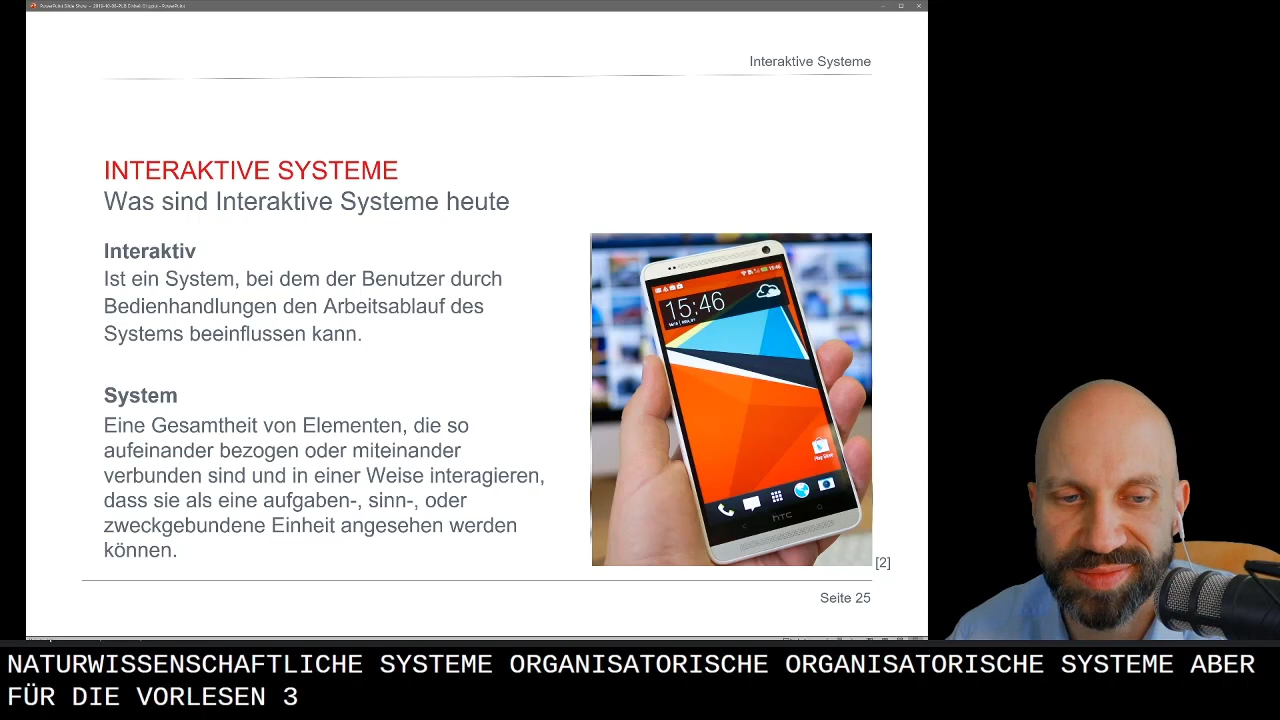 Interaktive Systeme
INTERAKTIVE SYSTEME
Was sind Interaktive Systeme heute
Interaktiv
Ist ein System, bei dem der Benutzer durch
Bedienhandlungen den Arbeitsablauf des
Systems beeinflussen kann.
System
Eine Gesamtheit von Elementen, die so
aufeinander bezogen oder miteinander
verbunden sind und in einer Weise interagieren,
dass sie als eine aufgaben-, sinn-, oder
zweckgebundene Einheit angesehen werden
können.
15:46
Play Store
hTC
[2]
Seite 25
NATURWISSENSCHAFTLICHE SYSTEME ORGANISATORISCHE ORGANISATORISCHE SYSTEME ABER
FÜR DIE VORLESEN 3